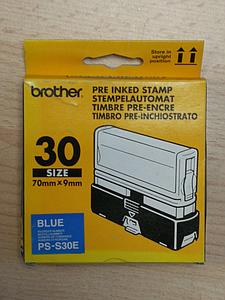 Store in
upright
position
brother
PRE INKED STAMP
STEMPELAUTOMAT
TIMBRE PRE-ENCRE
TIMBRO PRE-INCHIOSTRATO
30
SIZE
70mm×9mm
BLUE
PS-S30E